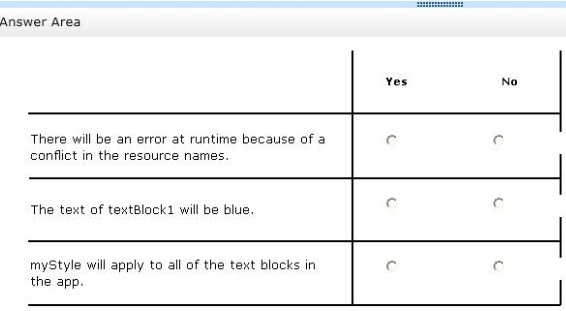 Answer Area
Yes No
There will be an error at runtime because of a
conflict in the resource names.
The text of textBlock1 will be blue.
myStyle will apply to all of the text blocks in
the app.